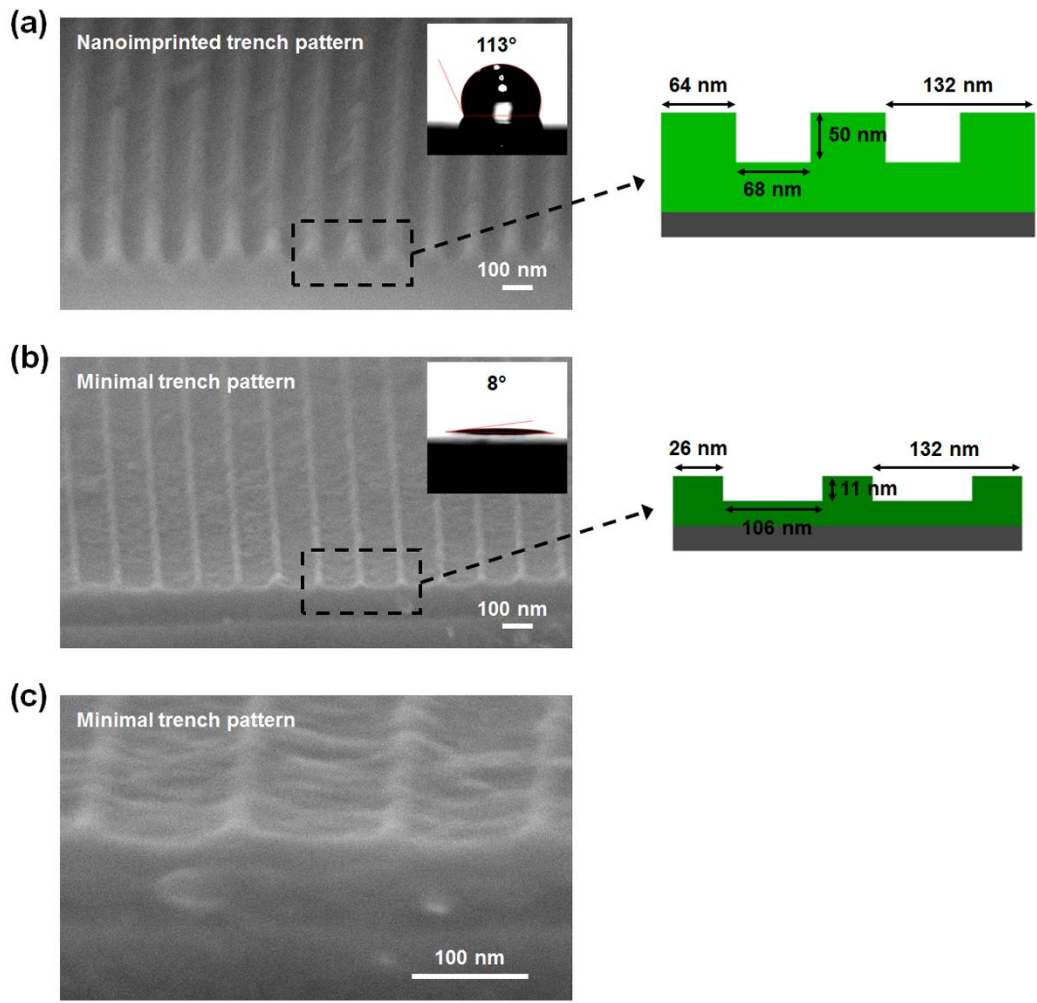 (a)
Nanoimprinted trench pattern
113°
100 nm
64 nm
132 nm
50 nm
68 nm
(b)
Minimal trench pattern
8°
100 nm
26 nm
132 nm
11 nm
106 nm
(c)
Minimal trench pattern
100 nm